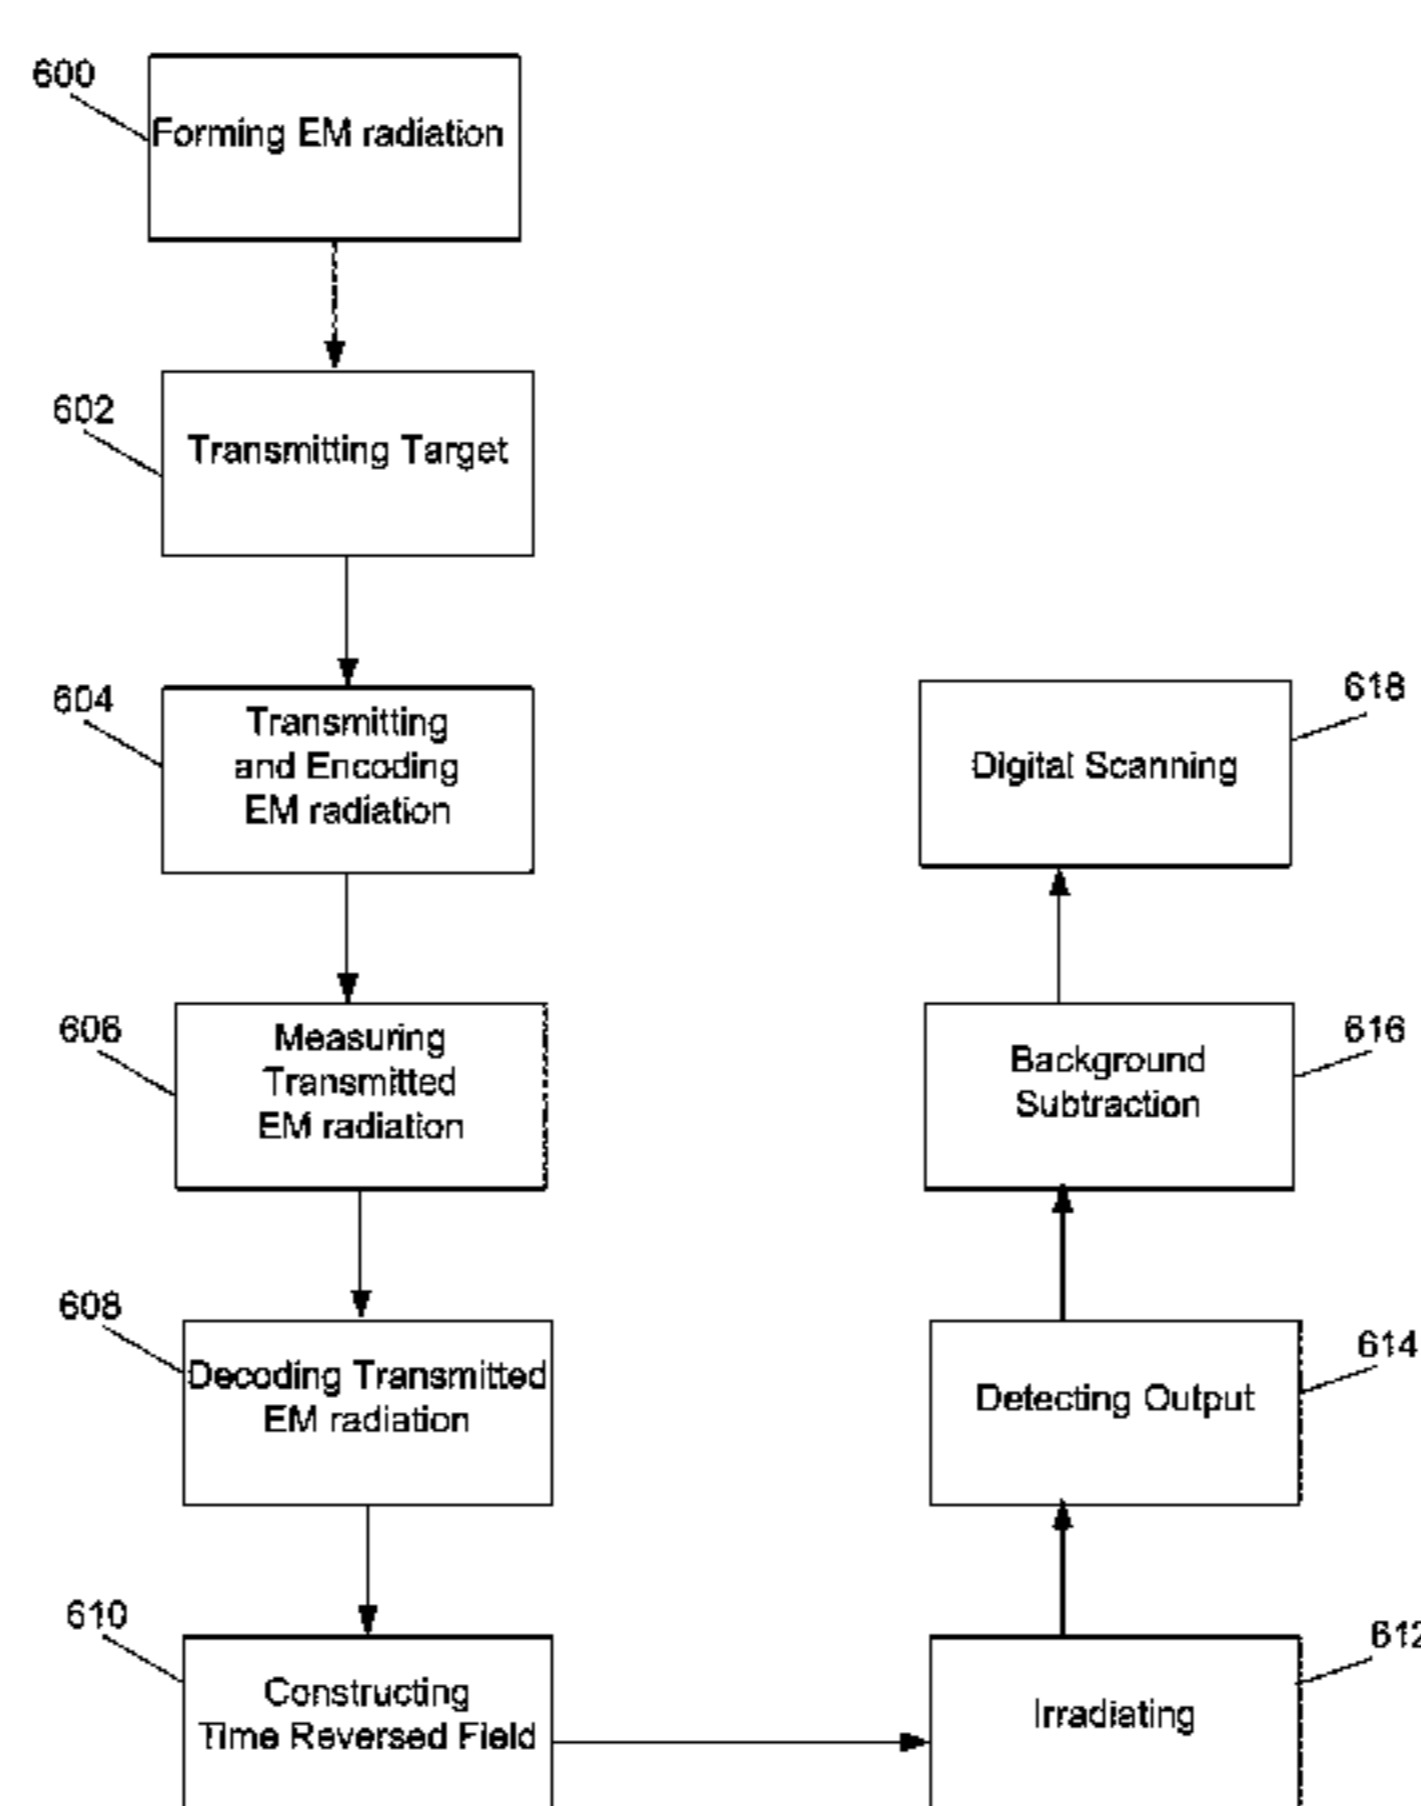 600
Forming EM radiation
602
Transmitting Target
604
Transmitting
and Encoding
EM radiation
606
Measuring
Transmitted
EM radiation
608
Decoding Transmitted
EM radiation
610
Constructing
Time Reversed Field
612
Irradiating
614
Detecting Output
616
Background
Subtraction
618
Digital Scanning